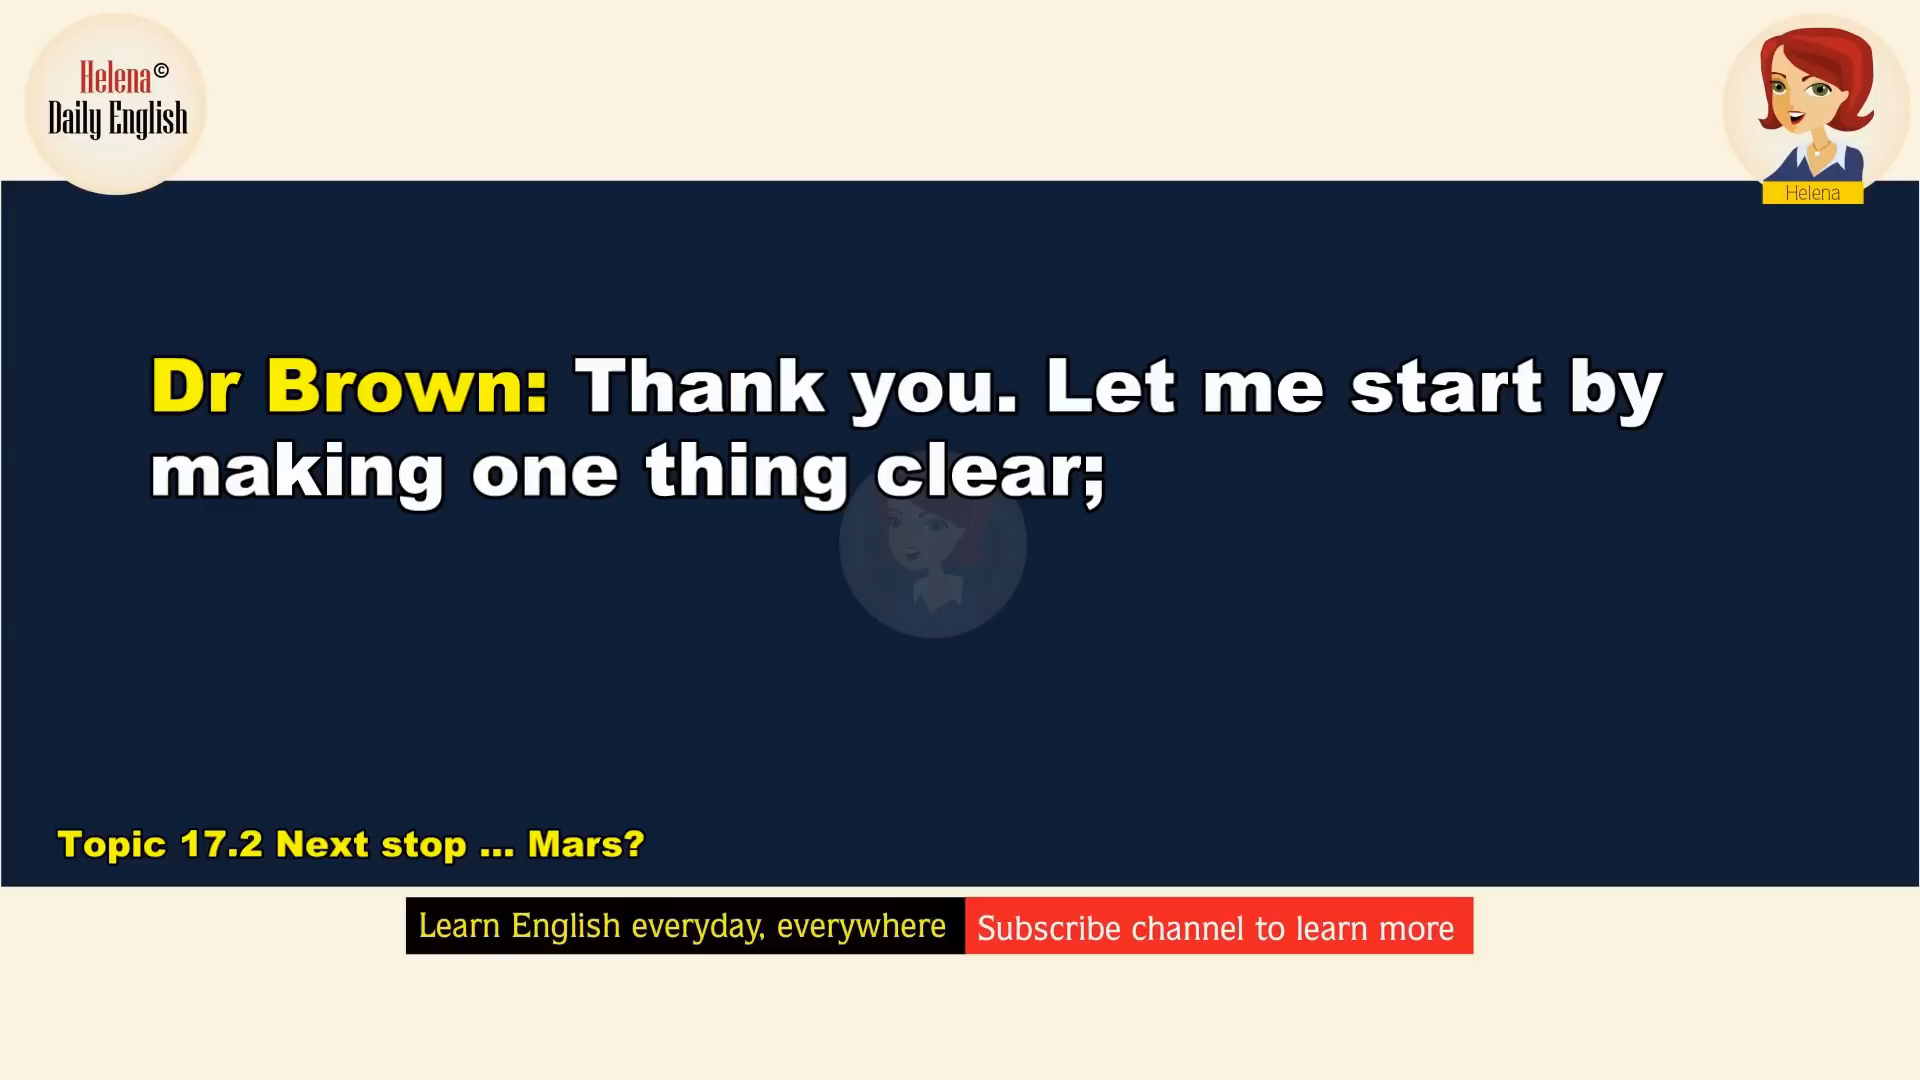 Helena©
Daily English
Helena
Dr Brown: Thank you. Let me start by
making one thing clear;
Topic 17.2 Next stop ... Mars?
Learn English everyday, everywhere
Subscribe channel to learn more